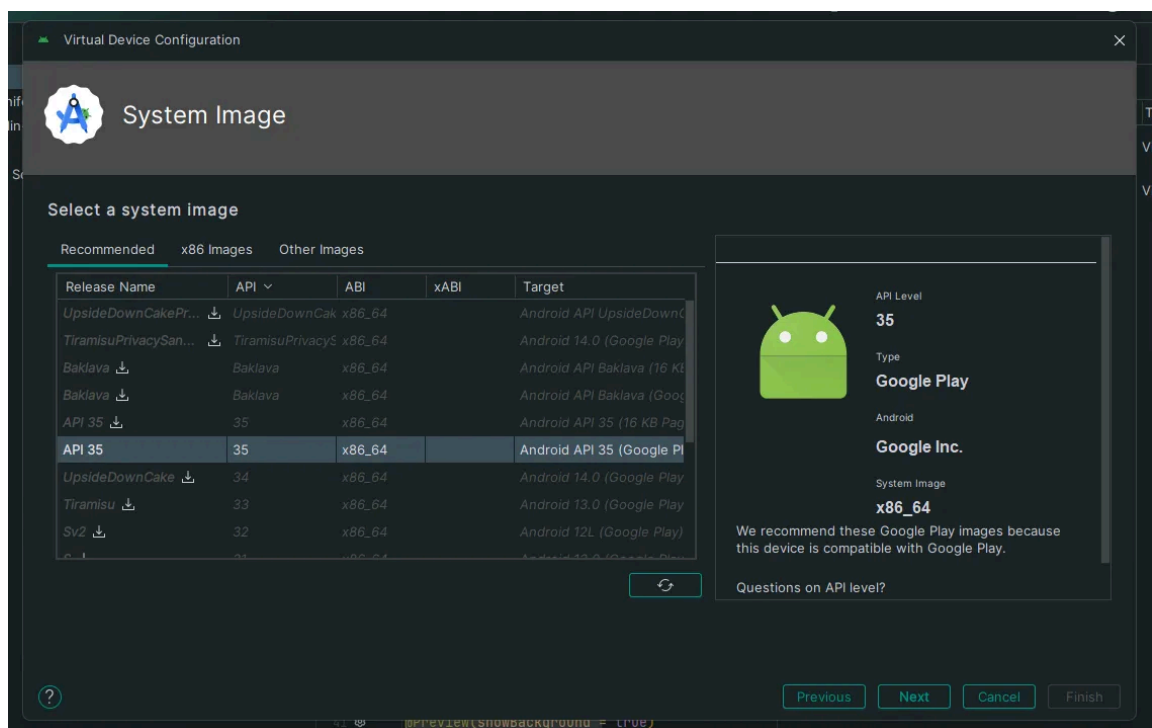 Virtual Device Configuration
System Image
Select a system image
Recommended x86 Images Other Images
Release Name API ABI xABI Target
UpsideDownCakePr... UpsideDownCak x86_64 Android API UpsideDownC
TiramisuPrivacySan... TiramisuPrivacyS x86_64 Android 14.0 (Google Play
Baklava Baklava x86_64 Android API Baklava (16 KE
Baklava Baklava x86_64 Android API Baklava (Goog
API 35 35 x86_64 Android API 35 (16 KB Pag
API 35 35 x86_64 Android API 35 (Google Pl
UpsideDownCake 34 x86_64 Android 14.0 (Google Play
Tiramisu 33 x86_64 Android 13.0 (Google Play
Sv2 32 x86_64 Android 12L (Google Play)
API Level
35
Type
Google Play
Android
Google Inc.
System Image
x86_64
We recommend these Google Play images because
this device is compatible with Google Play.
Questions on API level?
?
Previous Next Cancel Finish
41 @Preview(showBackground = true)